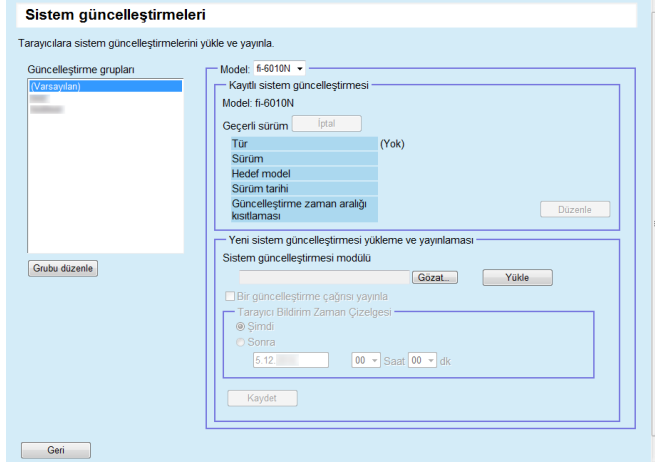 Sistem güncelleştirmeleri
Tarayıcılara sistem güncelleştirmelerini yükle ve yayınla.
Güncelleştirme grupları
(Varsayılan)
Grubu düzenle
Model: fi-6010N
Kayıtlı sistem güncelleştirmesi
Model: fi-6010N
Geçerli sürüm İptal
Tür (Yok)
Sürüm
Hedef model
Sürüm tarihi
Güncelleştirme zaman aralığı
kısıtlaması
Düzenle
Yeni sistem güncelleştirmesi yükleme ve yayınlaması
Sistem güncelleştirmesi modülü
Gözat... Yükle
Bir güncelleştirme çağrısı yayınla
Tarayıcı Bildirim Zaman Çizelgesi
Şimdi
Sonra
5.12. 00 Saat 00 dk
Kaydet
Geri